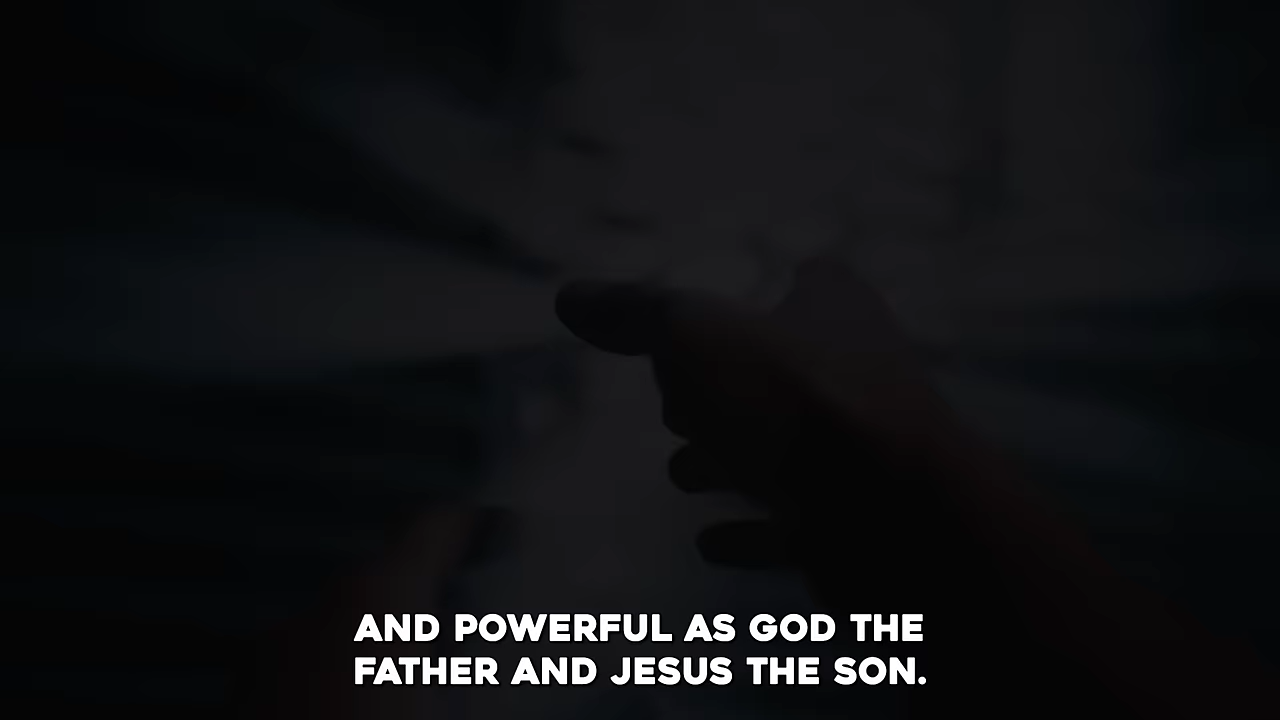 AND POWERFUL AS GOD THE
FATHER AND JESUS THE SON.